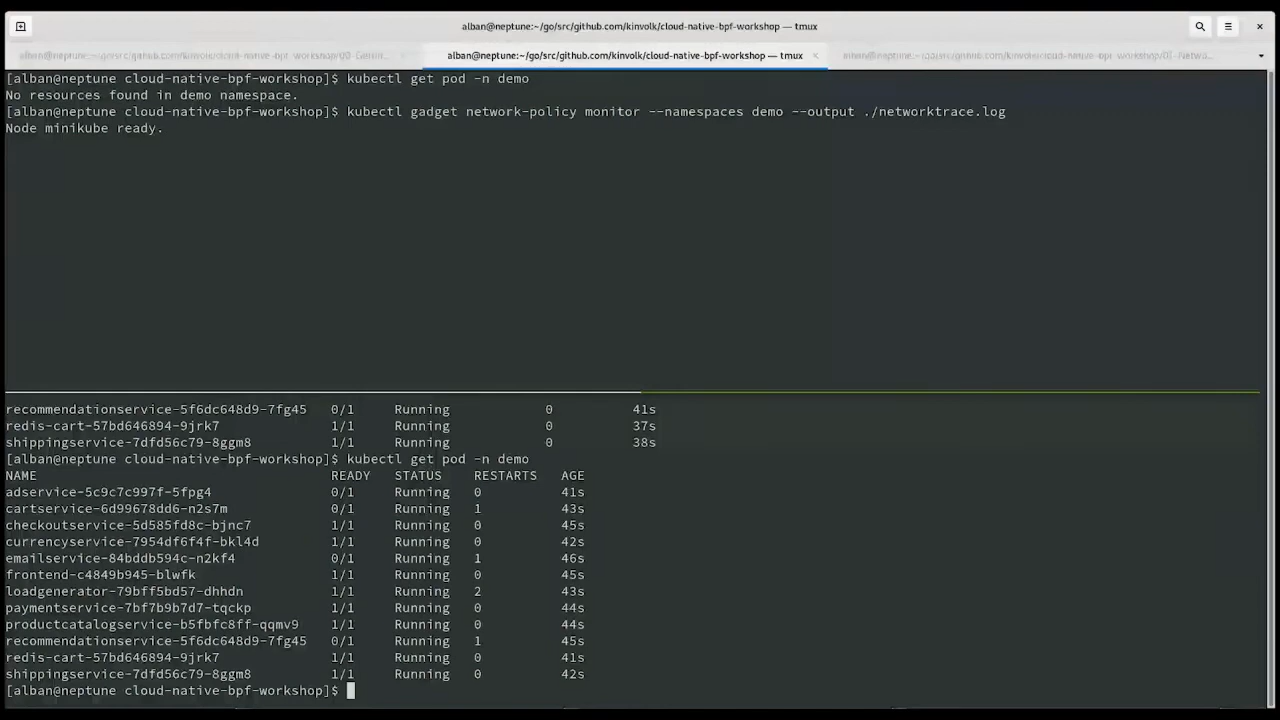 alban@neptune:~/go/src/github.com/kinvolk/cloud-native-bpf-workshop — tmux
alban@neptune:~/go/src/github.com/kinvolk/cloud-native-bpf-workshop — tmux
[alban@neptune cloud-native-bpf-workshop]$ kubectl get pod -n demo
No resources found in demo namespace.
[alban@neptune cloud-native-bpf-workshop]$ kubectl gadget network-policy monitor --namespaces demo --output ./networktrace.log
Node minikube ready.
recommendationservice-5f6dc648d9-7fg45 0/1 Running 0 41s
redis-cart-57bd646894-9jrk7 1/1 Running 0 37s
shippingservice-7dfd56c79-8ggm8 1/1 Running 0 38s
[alban@neptune cloud-native-bpf-workshop]$ kubectl get pod -n demo
NAME READY STATUS RESTARTS AGE
adservice-5c9c7c997f-5fpg4 0/1 Running 0 41s
cartservice-6d99678dd6-n2s7m 0/1 Running 1 43s
checkoutservice-5d585fd8c-bjnc7 1/1 Running 0 45s
currencyservice-7954df6f4f-bkl4d 1/1 Running 0 42s
emailservice-84bddb594c-n2kf4 0/1 Running 1 46s
frontend-c4849b945-blwfk 1/1 Running 0 45s
loadgenerator-79bff5bd57-dhhdn 1/1 Running 2 43s
paymentservice-7bf7b9b7d7-tqckp 1/1 Running 0 44s
productcatalogservice-b5fbfc8ff-qqmv9 1/1 Running 0 44s
recommendationservice-5f6dc648d9-7fg45 0/1 Running 1 45s
redis-cart-57bd646894-9jrk7 1/1 Running 0 41s
shippingservice-7dfd56c79-8ggm8 1/1 Running 0 42s
[alban@neptune cloud-native-bpf-workshop]$